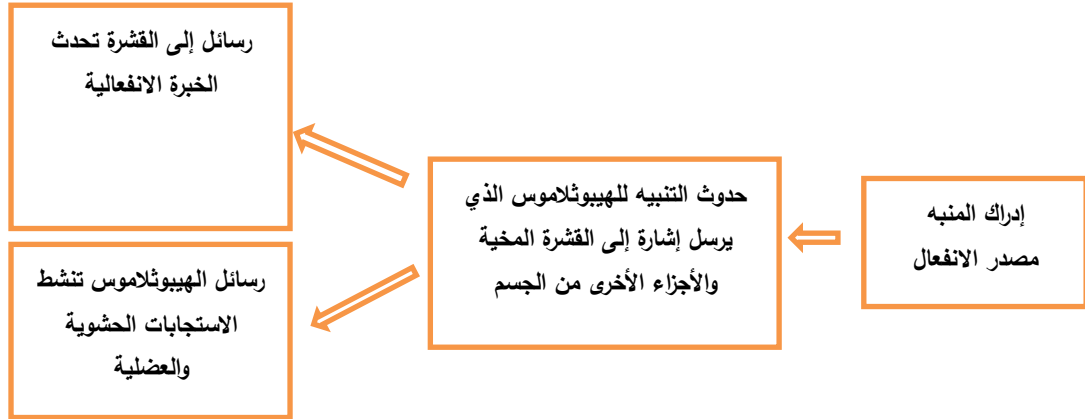 إدراك المنبه
مصدر الانفعال
حدوث التنبيه للهيبوثلاموس الذي
يرسل إشارة إلى القشرة المخية
والأجزاء الأخرى من الجسم
رسائل إلى القشرة تحدث
الخبرة الانفعالية
رسائل الهيبوثلاموس تنشط
الاستجابات الحشوية
والعضلية